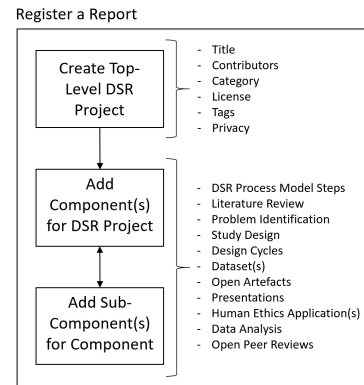 Register a Report
Create Top-
Level DSR
Project
- Title
- Contributors
- Category
- License
- Tags
- Privacy
Add
Component(s)
for DSR Project
Add Sub-
Component(s)
for Component
- DSR Process Model Steps
- Literature Review
- Problem Identification
- Study Design
- Design Cycles
- Dataset(s)
- Open Artefacts
- Presentations
- Human Ethics Application(s)
- Data Analysis
- Open Peer Reviews